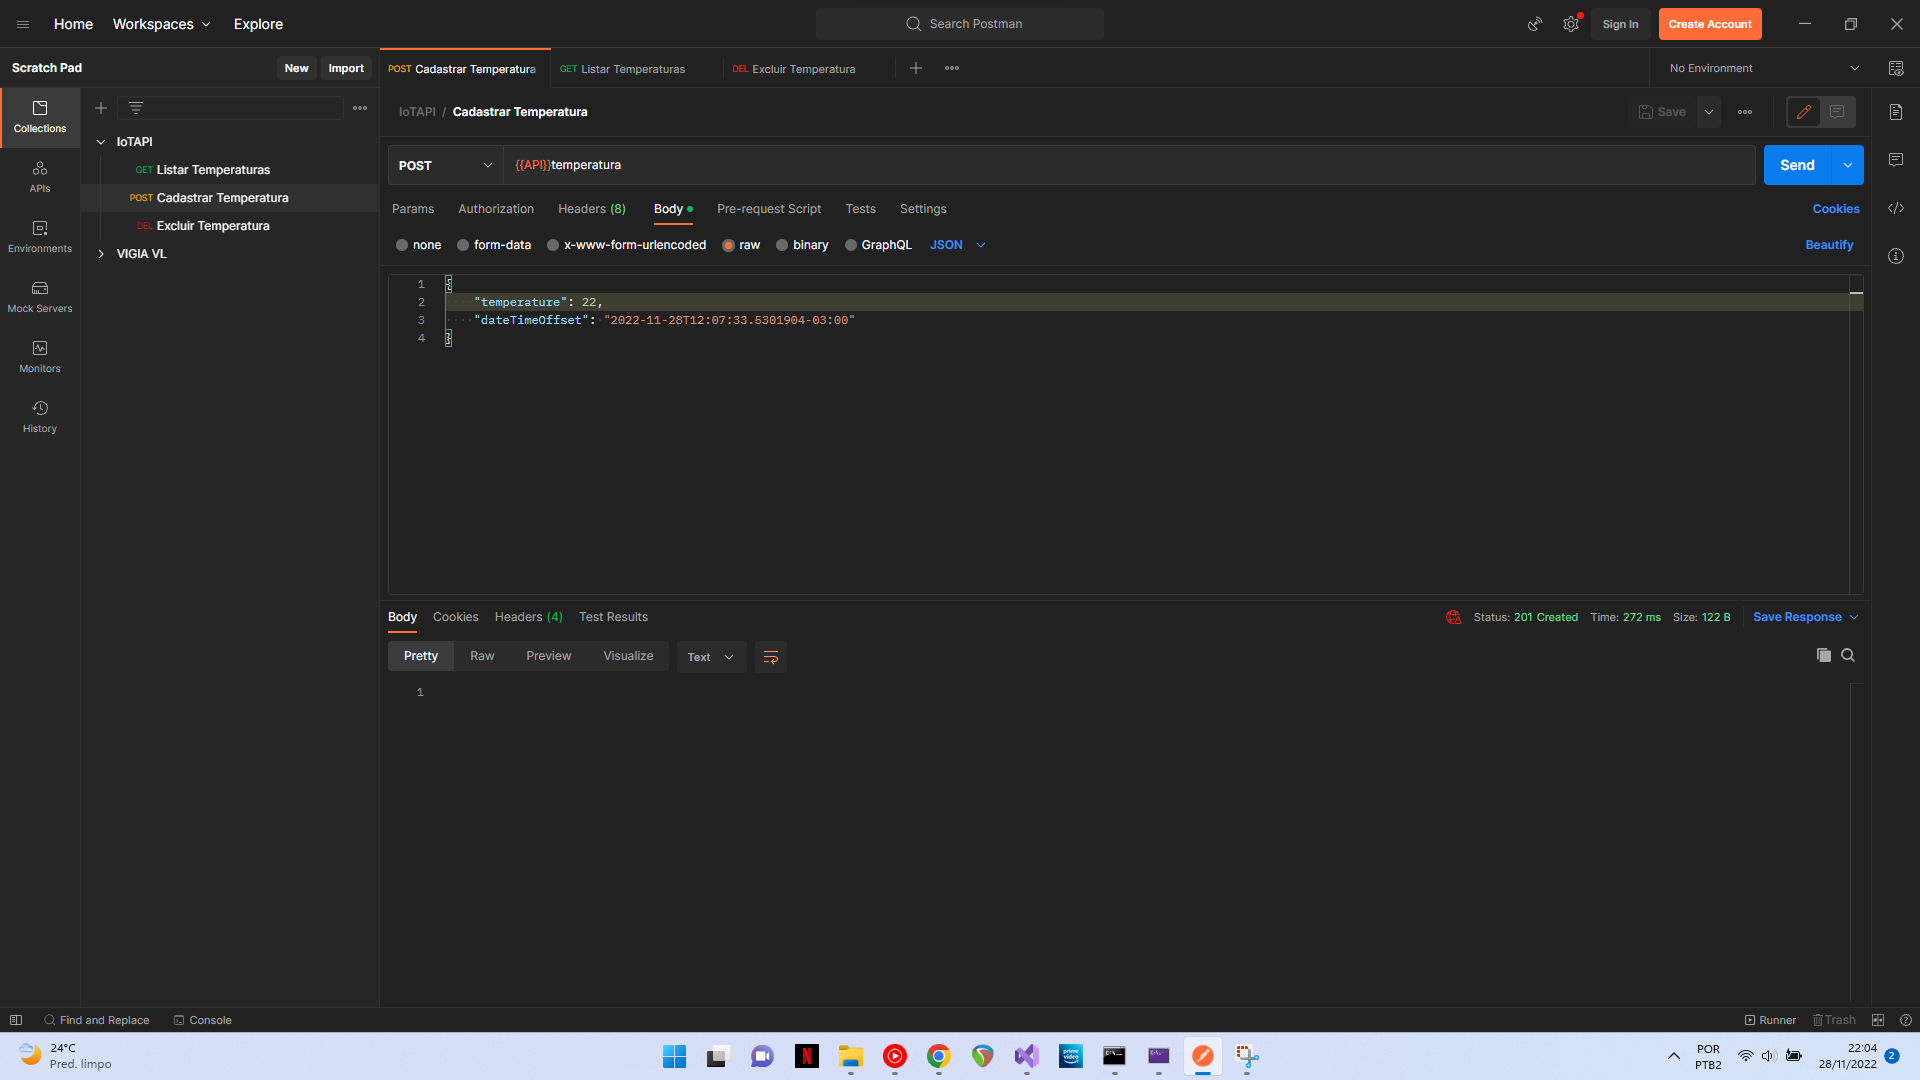 Home Workspaces Explore
Search Postman
Sign In Create Account
Scratch Pad New Import
POST Cadastrar Temperatura GET Listar Temperaturas DEL Excluir Temperatura
No Environment
Collections
APIs
Environments
Mock Servers
Monitors
History
IoTAPI
GET Listar Temperaturas
POST Cadastrar Temperatura
DEL Excluir Temperatura
VIGIA VL
IoTAPI / Cadastrar Temperatura
Save
POST {{API}}temperatura
Send
Params Authorization Headers (8) Body Pre-request Script Tests Settings
Cookies
none form-data x-www-form-urlencoded raw binary GraphQL JSON
Beautify
1 {
2 "temperature": 22,
3 "dateTimeOffset": "2022-11-28T12:07:33.5301904-03:00"
4 }
Body Cookies Headers (4) Test Results
Status: 201 Created Time: 272 ms Size: 122 B Save Response
Pretty Raw Preview Visualize Text
1
Find and Replace Console
Runner Trash
24°C
Pred. limpo
N
prime video
POR
PTB2
22:04
28/11/2022
2